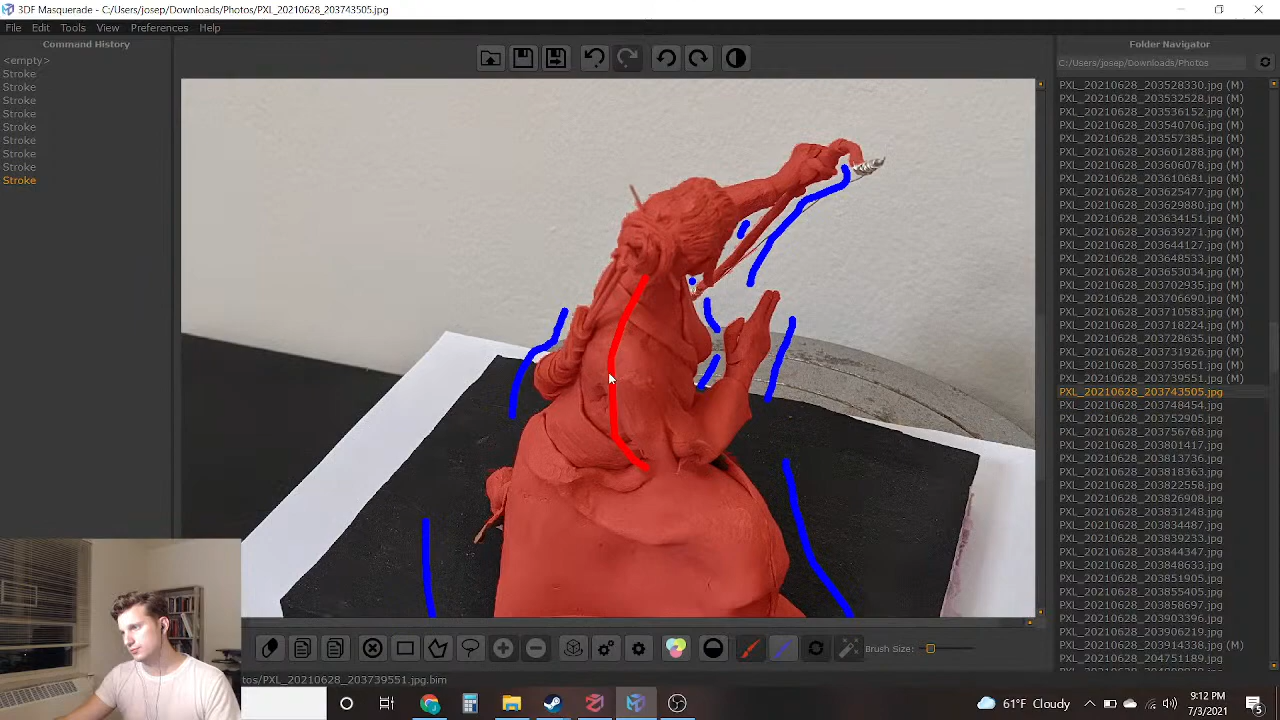 3DF Masquerade - C:/Users/josep/Downloads/Photos/PXL_20210628_203743505.jpg
File Edit Tools View Preferences Help
Command History
<empty>
Stroke
Stroke
Stroke
Stroke
Stroke
Stroke
Stroke
Stroke
Stroke
Folder Navigator
C:/Users/josep/Downloads/Photos
PXL_20210628_203528330.jpg (M)
PXL_20210628_203532528.jpg (M)
PXL_20210628_203536152.jpg (M)
PXL_20210628_203540706.jpg (M)
PXL_20210628_203557385.jpg (M)
PXL_20210628_203601288.jpg (M)
PXL_20210628_203606078.jpg (M)
PXL_20210628_203610681.jpg (M)
PXL_20210628_203625477.jpg (M)
PXL_20210628_203629880.jpg (M)
PXL_20210628_203634151.jpg (M)
PXL_20210628_203639271.jpg (M)
PXL_20210628_203644127.jpg (M)
PXL_20210628_203648533.jpg (M)
PXL_20210628_203653034.jpg (M)
PXL_20210628_203702935.jpg (M)
PXL_20210628_203706690.jpg (M)
PXL_20210628_203710583.jpg (M)
PXL_20210628_203718224.jpg (M)
PXL_20210628_203728635.jpg (M)
PXL_20210628_203731926.jpg (M)
PXL_20210628_203735651.jpg (M)
PXL_20210628_203739551.jpg (M)
PXL_20210628_203743505.jpg
PXL_20210628_203748454.jpg
PXL_20210628_203752905.jpg
PXL_20210628_203756768.jpg
PXL_20210628_203801417.jpg
PXL_20210628_203813736.jpg
PXL_20210628_203818363.jpg
PXL_20210628_203822558.jpg
PXL_20210628_203826908.jpg
PXL_20210628_203831248.jpg
PXL_20210628_203834487.jpg
PXL_20210628_203839233.jpg
PXL_20210628_203844347.jpg
PXL_20210628_203848633.jpg
PXL_20210628_203851905.jpg
PXL_20210628_203855405.jpg
PXL_20210628_203858697.jpg
PXL_20210628_203903396.jpg
PXL_20210628_203906219.jpg
PXL_20210628_203914338.jpg (M)
PXL_20210628_204751189.jpg
Brush Size:
tos/PXL_20210628_203739551.jpg.bim
61°F Cloudy
9:12 PM
7/3/2021
5